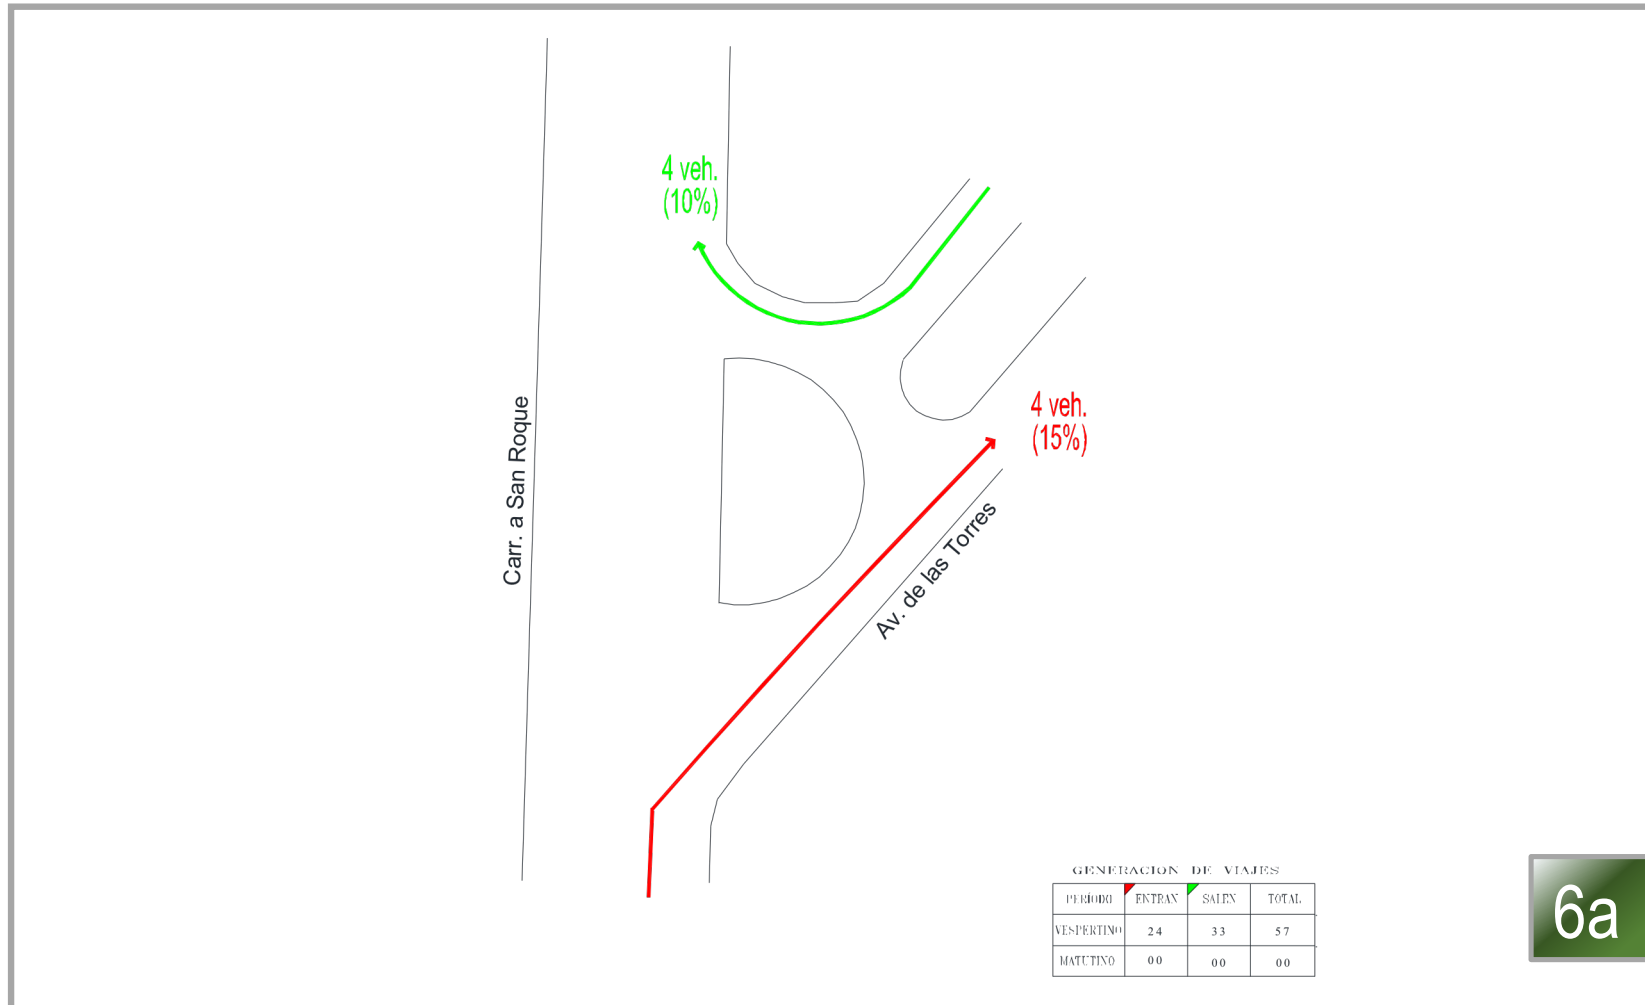 4 veh.
(10%)
4 veh.
(15%)
Carr. a San Roque
Av. de las Torres
GENERACION DE VIAJES
PERÍODO ENTRAN SALEN TOTAL
VESPERTINO 24 33 57
MATUTINO 00 00 00
6a